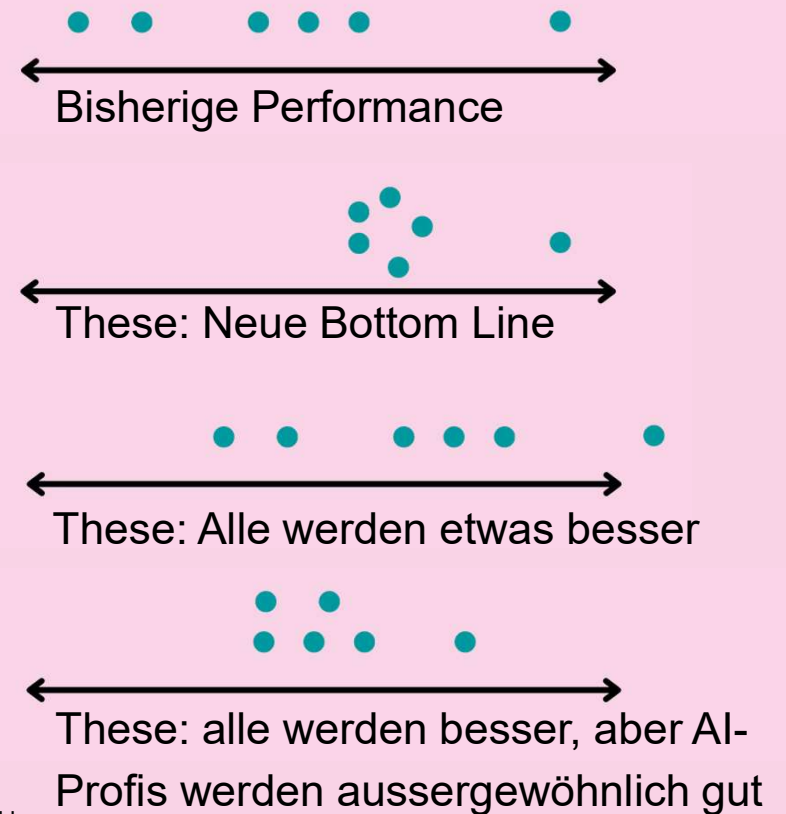 Bisherige Performance
These: Neue Bottom Line
These: Alle werden etwas besser
These: alle werden besser, aber AI-
Profis werden aussergewöhnlich gut